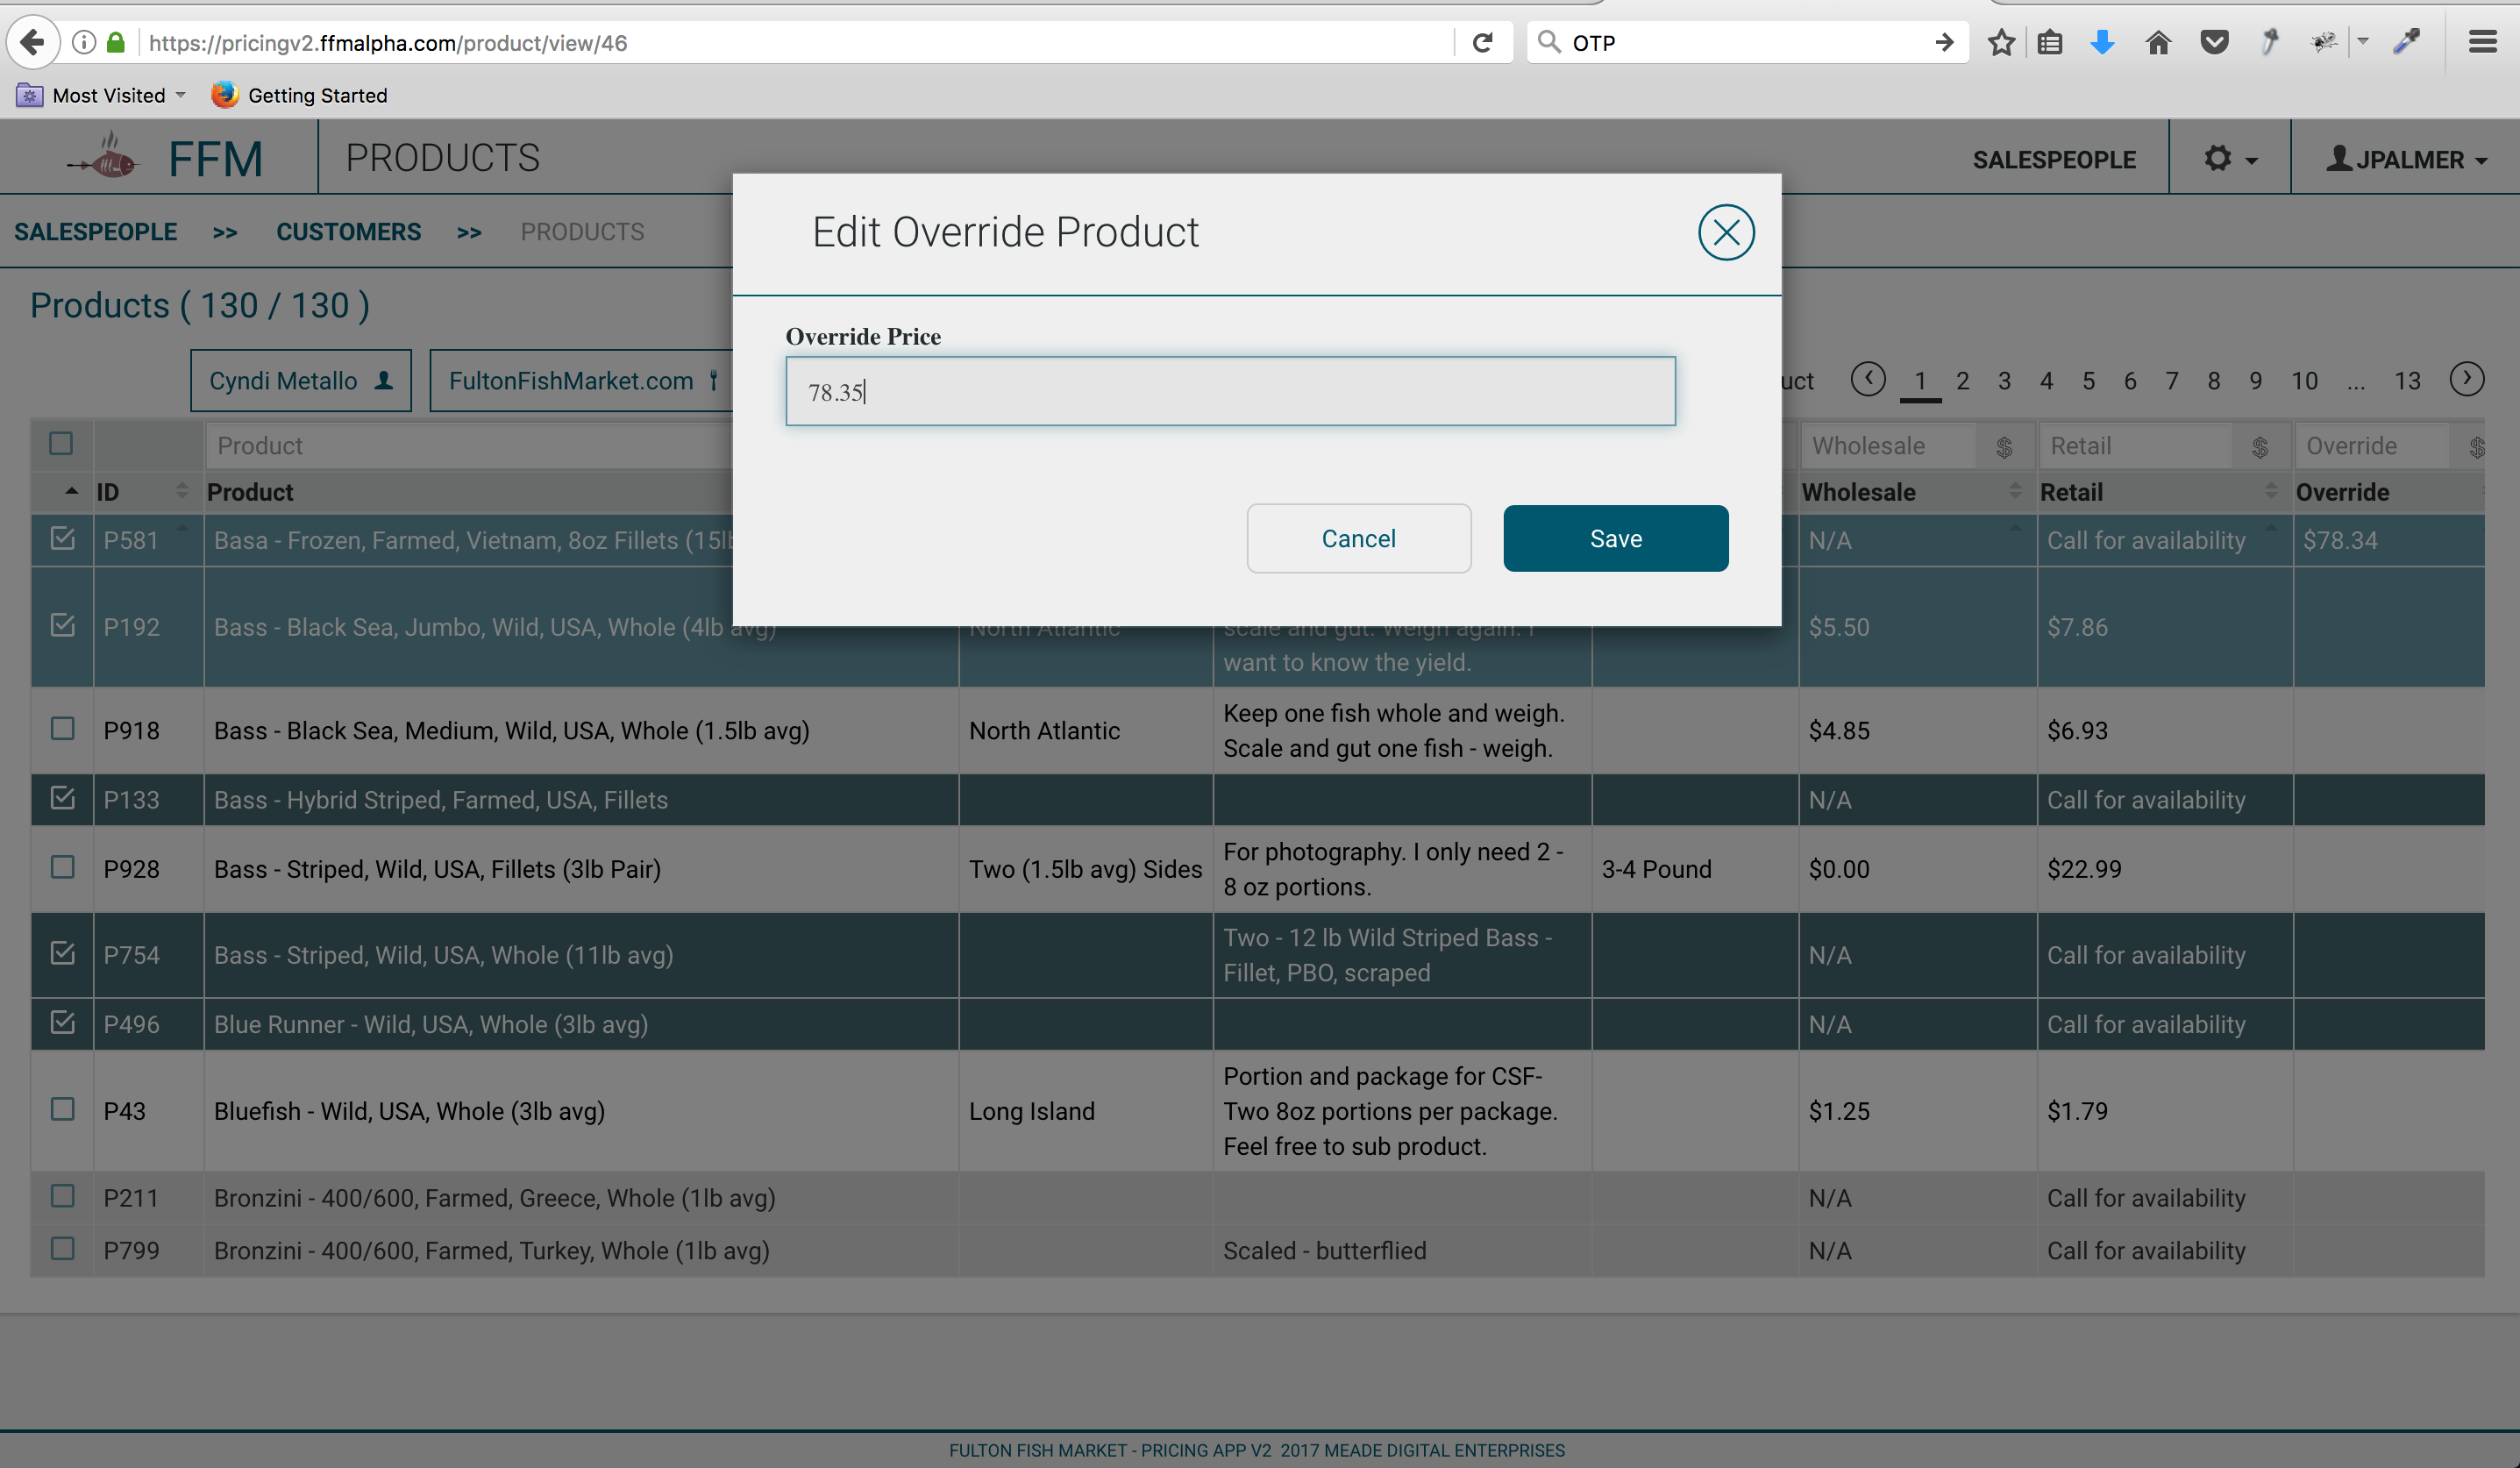 https://pricingv2.ffmalpha.com/product/view/46
OTP
Most Visited
Getting Started
FFM
PRODUCTS
SALESPEOPLE
JPALMER
SALESPEOPLE >> CUSTOMERS >> PRODUCTS
Edit Override Product
Products ( 130 / 130 )
Override Price
78.35
Cancel
Save
Cyndi Metallo
FultonFishMarket.com
uct
1 2 3 4 5 6 7 8 9 10 ... 13
Product Wholesale $ Retail $ Override $
ID Product Wholesale Retail Override
P581 Basa - Frozen, Farmed, Vietnam, 8oz Fillets (15l N/A Call for availability $78.34
P192 Bass - Black Sea, Jumbo, Wild, USA, Whole (4lb avg) North Atlantic scale and gut. Weigh again. I $5.50 $7.86
want to know the yield.
P918 Bass - Black Sea, Medium, Wild, USA, Whole (1.5lb avg) North Atlantic Keep one fish whole and weigh. $4.85 $6.93
Scale and gut one fish - weigh.
P133 Bass - Hybrid Striped, Farmed, USA, Fillets N/A Call for availability
P928 Bass - Striped, Wild, USA, Fillets (3lb Pair) Two (1.5lb avg) Sides For photography. I only need 2 - 3-4 Pound $0.00 $22.99
8 oz portions.
P754 Bass - Striped, Wild, USA, Whole (11lb avg) Two - 12 lb Wild Striped Bass - N/A Call for availability
Fillet, PBO, scraped
P496 Blue Runner - Wild, USA, Whole (3lb avg) N/A Call for availability
P43 Bluefish - Wild, USA, Whole (3lb avg) Long Island Portion and package for CSF- $1.25 $1.79
Two 8oz portions per package.
Feel free to sub product.
P211 Bronzini - 400/600, Farmed, Greece, Whole (1lb avg) N/A Call for availability
P799 Bronzini - 400/600, Farmed, Turkey, Whole (1lb avg) Scaled - butterflied N/A Call for availability
FULTON FISH MARKET - PRICING APP V2 2017 MEADE DIGITAL ENTERPRISES